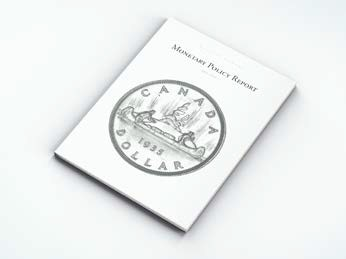 MONETARY POLICY REPORT
CANADA
1935
DOLLAR